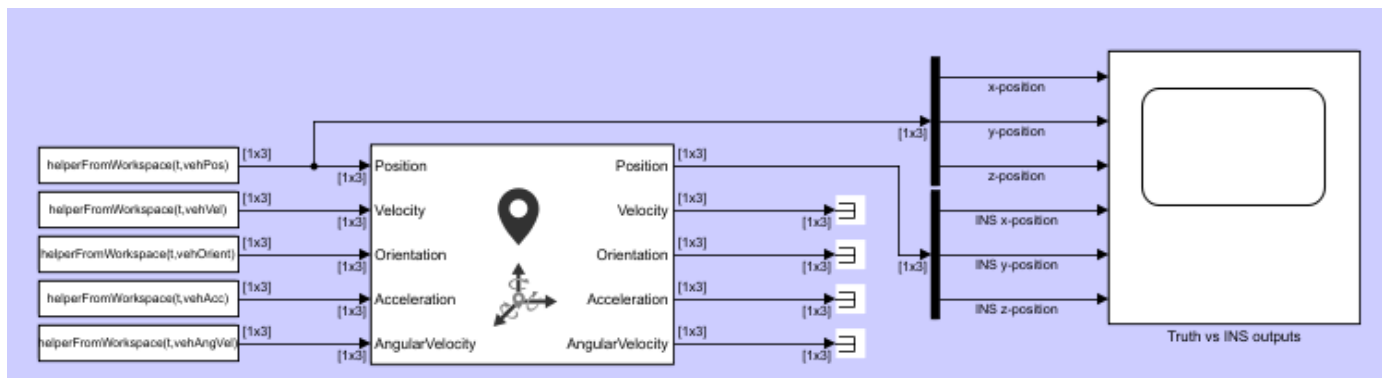 x-position
[1x3]
y-position
helperFromWorkspace(t,vehPos)
[1x3]
[1x3]
Position
Position
[1x3]
z-position
helperFromWorkspace(t,vehVel)
[1x3]
[1x3]
Velocity
Velocity
[1x3]
[1x3]
INS x-position
helperFromWorkspace(t,vehOrient)
[1x3]
[1x3]
Orientation
Orientation
[1x3]
[1x3]
[1x3]
INS y-position
helperFromWorkspace(t,vehAcc)
[1x3]
[1x3]
Acceleration
Acceleration
[1x3]
[1x3]
INS z-position
helperFromWorkspace(t,vehAngVel)
[1x3]
[1x3]
AngularVelocity
AngularVelocity
[1x3]
[1x3]
Truth vs INS outputs